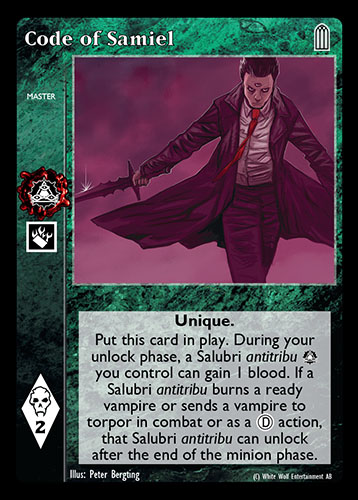 Code of Samiel
MASTER
Unique.
Put this card in play. During your
unlock phase, a Salubri antitribu
you control can gain 1 blood. If a
Salubri antitribu burns a ready
vampire or sends a vampire to
torpor in combat or as a D action,
that Salubri antitribu can unlock
after the end of the minion phase.
2
Illus: Peter Bergting
(C) White Wolf Entertainment AB